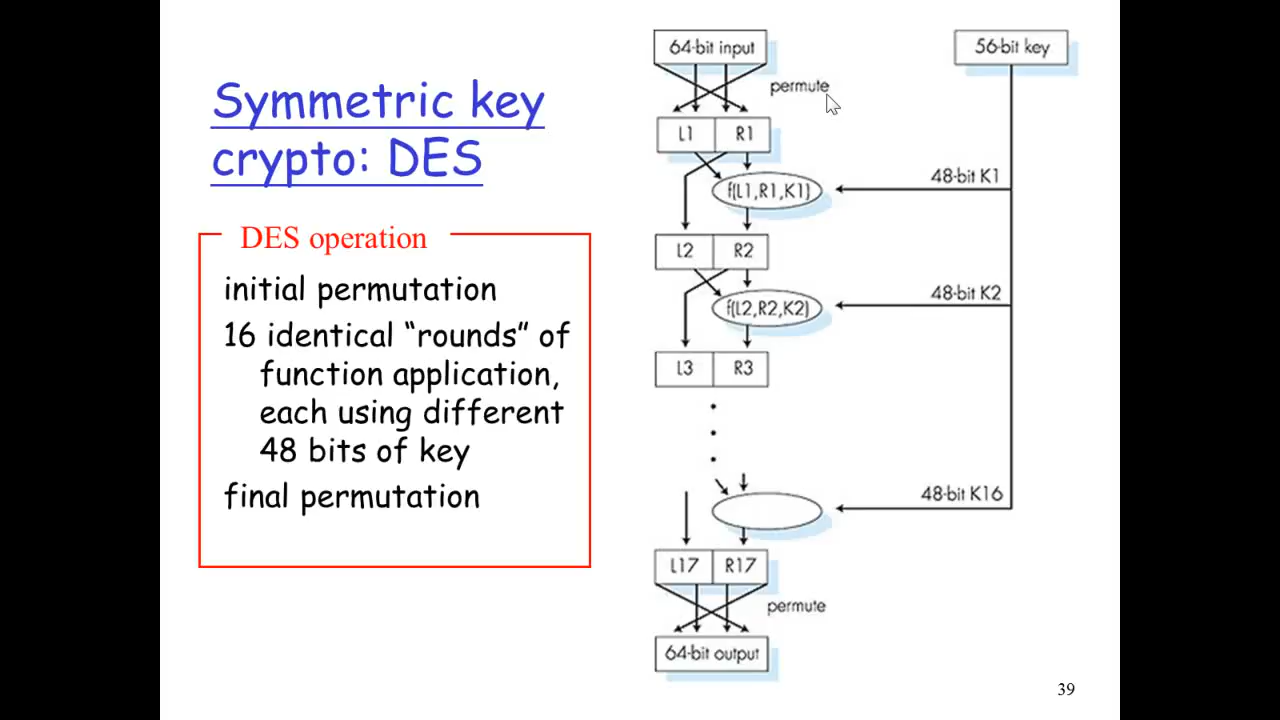 Symmetric key
crypto: DES
DES operation
initial permutation
16 identical “rounds” of
function application,
each using different
48 bits of key
final permutation
64-bit input
56-bit key
permute
L1 R1
48-bit K1
f(L1,R1,K1)
L2 R2
48-bit K2
f(L2,R2,K2)
L3 R3
48-bit K16
L17 R17
permute
64-bit output
39